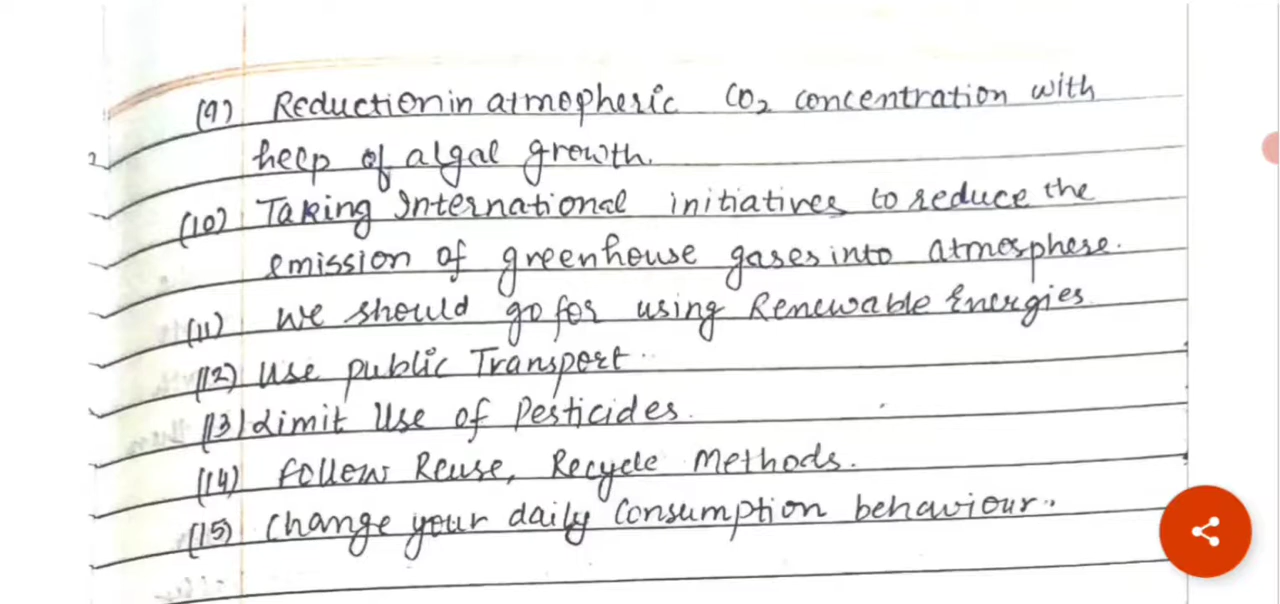 (9) Reduction in atmopheric CO2 concentration with
help of algal growth.
(10) Taking International initiatives to reduce the
emission of greenhouse gases into atmosphere.
(11) We should go for using Renewable Energies
(12) Use public Transport
(13) Limit Use of Pesticides.
(14) Follow Reuse, Recycle Methods.
(15) Change your daily Consumption behaviour.